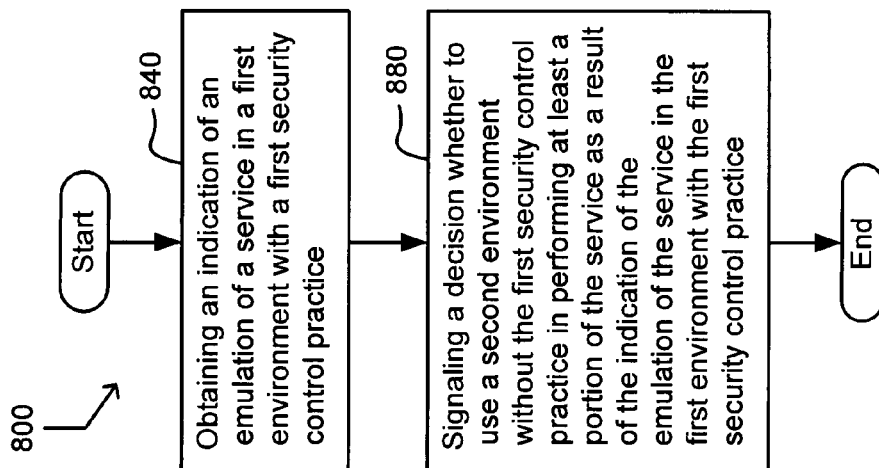 800
Start
840
Obtaining an indication of an
emulation of a service in a first
environment with a first security
control practice
880
Signaling a decision whether to
use a second environment
without the first security control
practice in performing at least a
portion of the service as a result
of the indication of the
emulation of the service in the
first environment with the first
security control practice
End